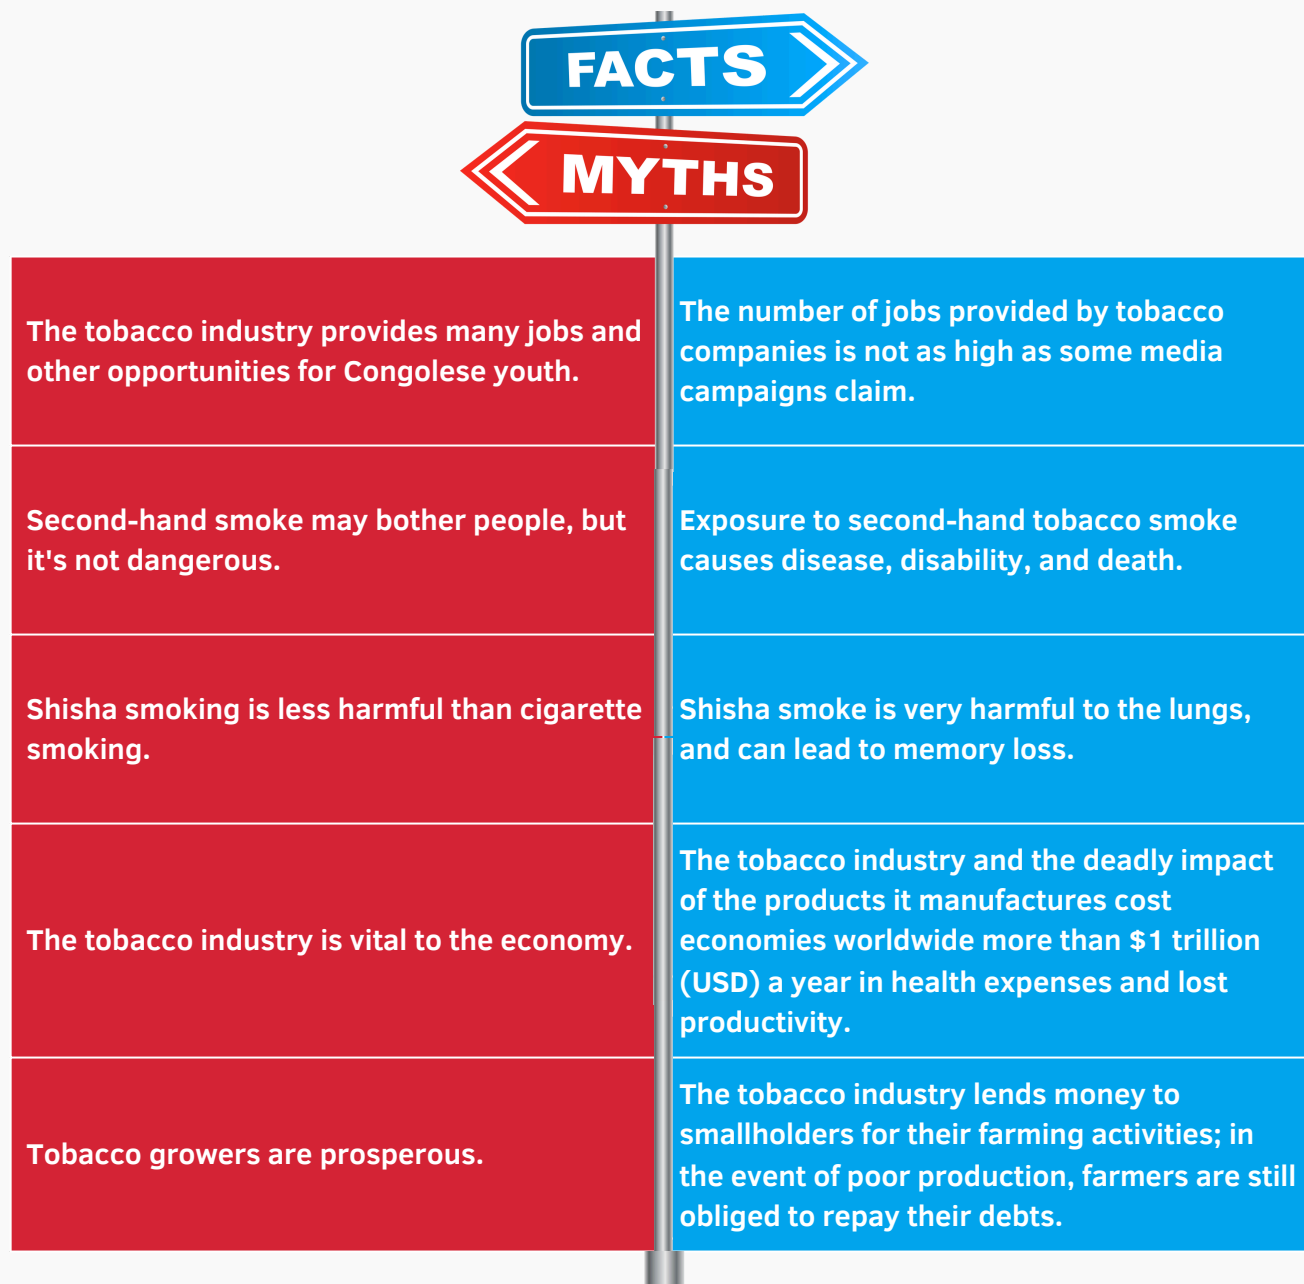 FACTS
MYTHS
The tobacco industry provides many jobs and
other opportunities for Congolese youth.
The number of jobs provided by tobacco
companies is not as high as some media
campaigns claim.
Second-hand smoke may bother people, but
it's not dangerous.
Exposure to second-hand tobacco smoke
causes disease, disability, and death.
Shisha smoking is less harmful than cigarette
smoking.
Shisha smoke is very harmful to the lungs,
and can lead to memory loss.
The tobacco industry is vital to the economy.
The tobacco industry and the deadly impact
of the products it manufactures cost
economies worldwide more than $1 trillion
(USD) a year in health expenses and lost
productivity.
Tobacco growers are prosperous.
The tobacco industry lends money to
smallholders for their farming activities; in
the event of poor production, farmers are still
obliged to repay their debts.